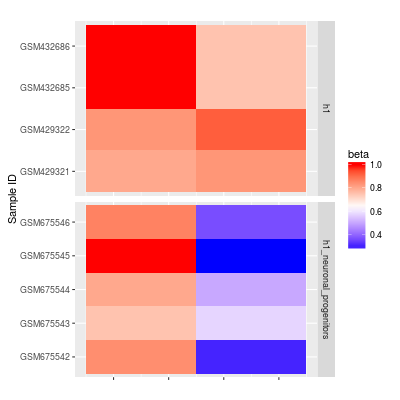 GSM432686
GSM432685
GSM429322
GSM429321
h1
GSM675546
GSM675545
GSM675544
GSM675543
GSM675542
h1_neuronal_progenitors
Sample ID
beta
1.0
0.8
0.6
0.4